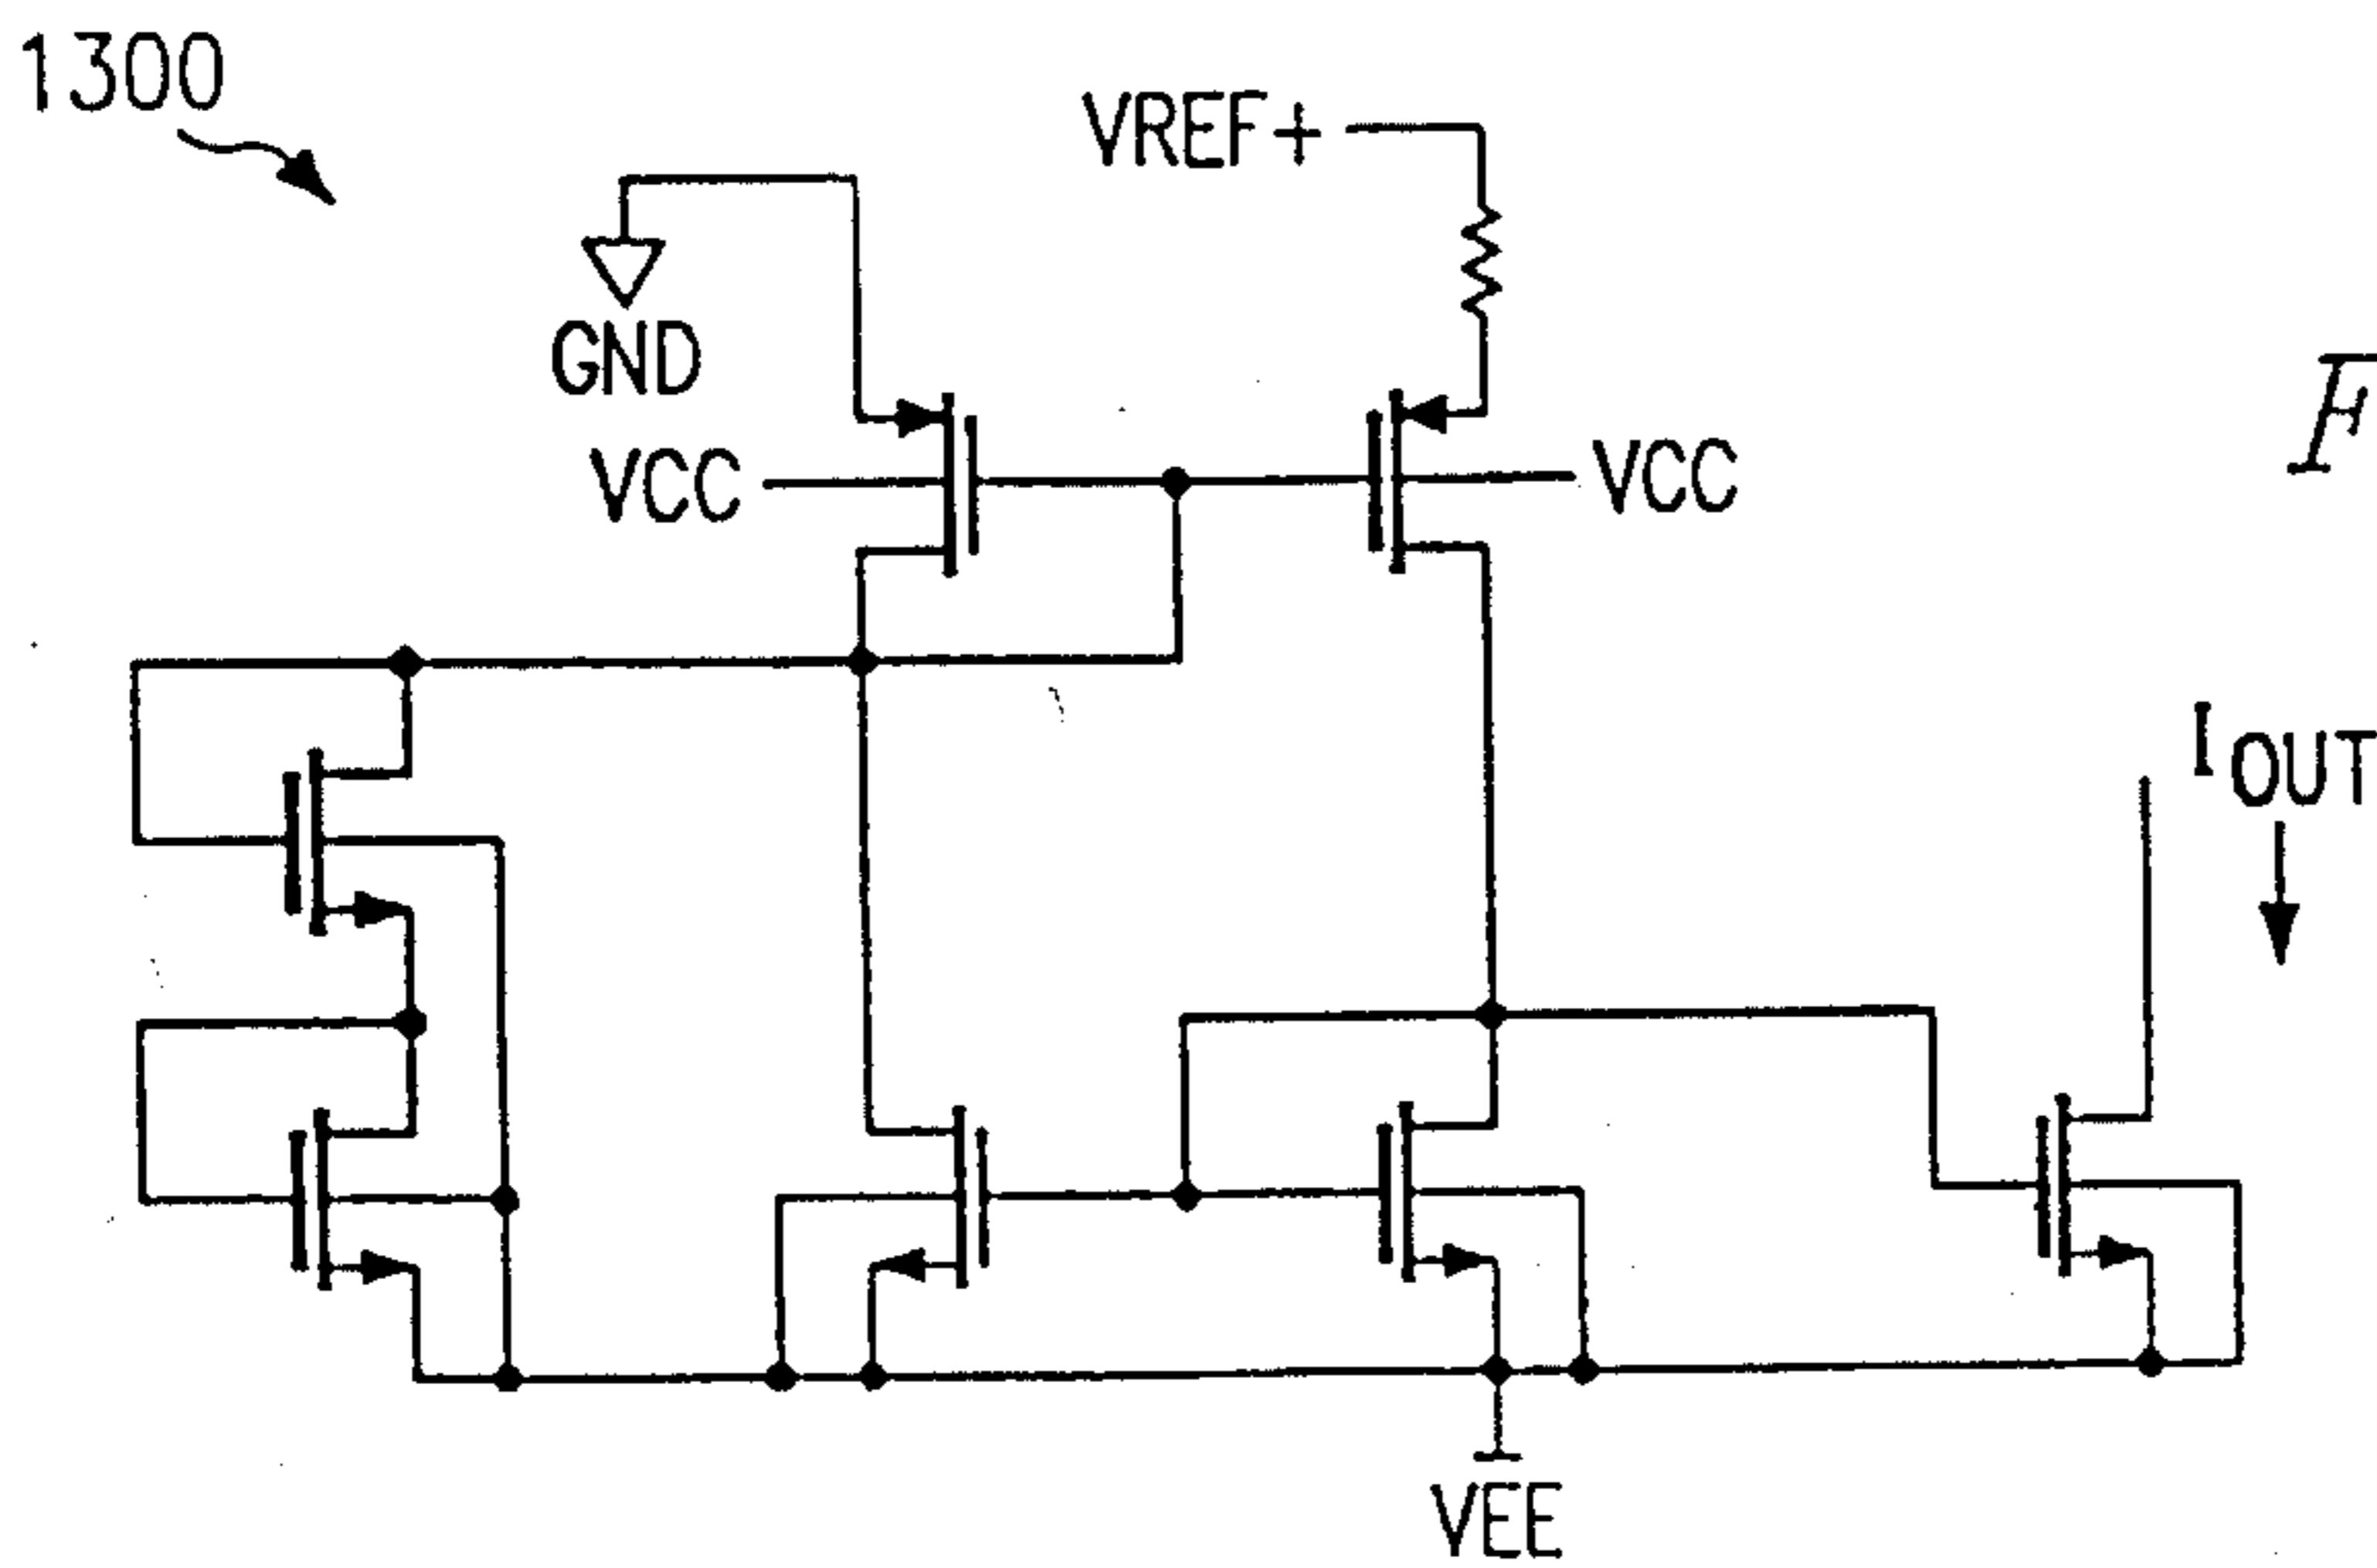 1300
VREF+
GND
VCC
VCC
IOUT
VEE